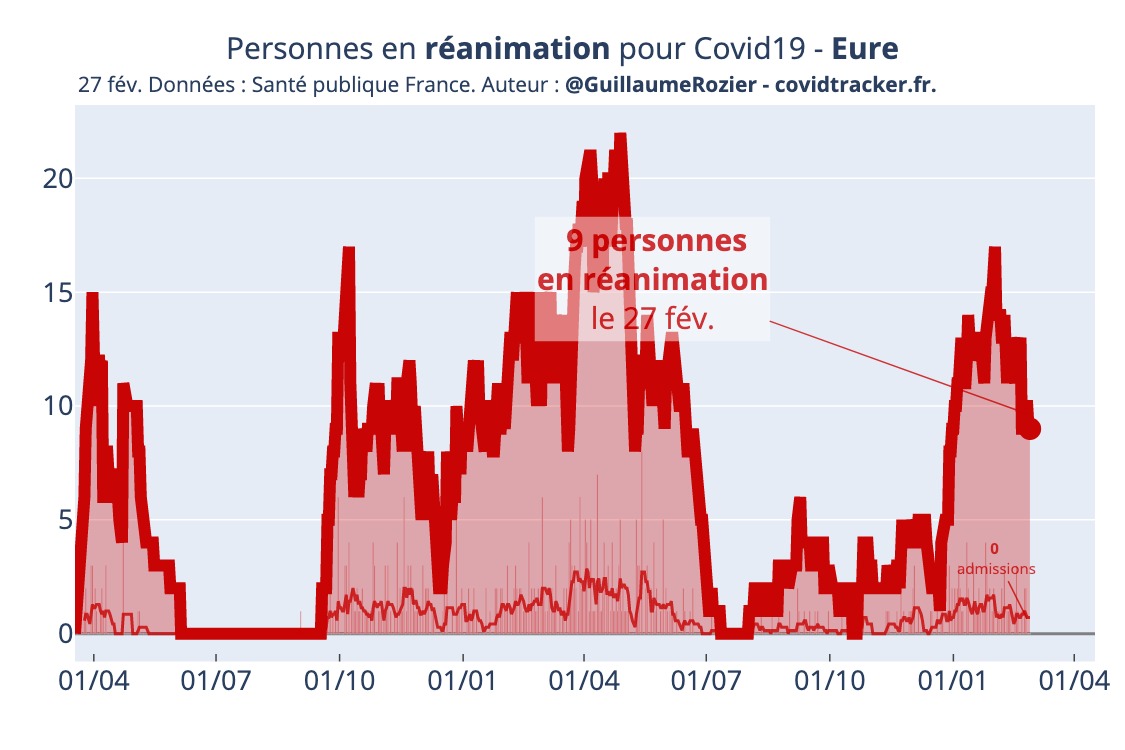 Personnes en réanimation pour Covid19 - Eure
27 fév. Données : Santé publique France. Auteur : @GuillaumeRozier - covidtracker.fr.
20
9 personnes
en réanimation
15
le 27 fév.
10
5
0
admissions
0
01/04 01/07 01/10 01/01 01/04 01/07 01/10 01/01 01/04